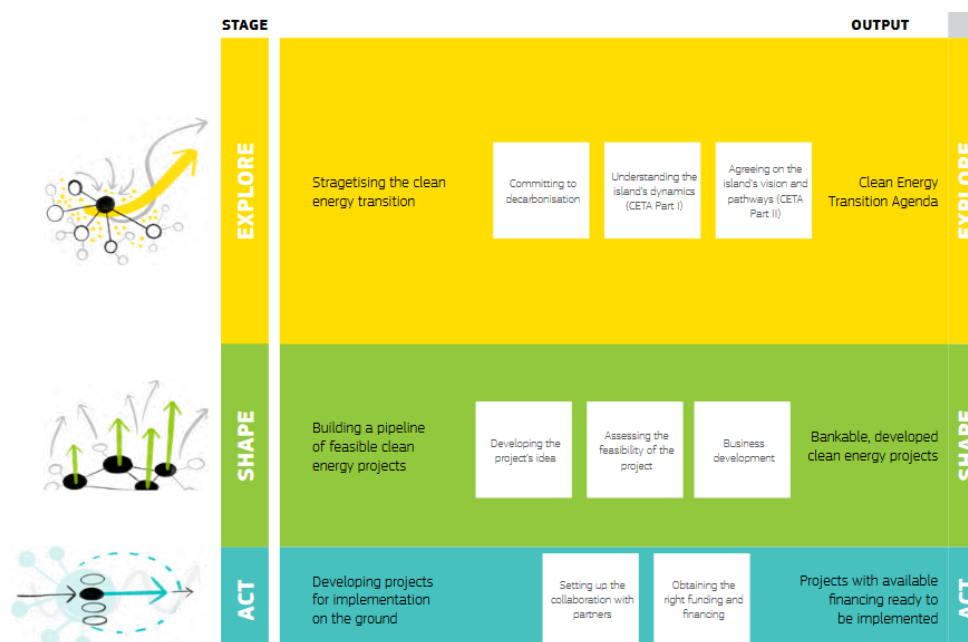 STAGE
OUTPUT
EXPLORE
Stragetising the clean
energy transition
Committing to
decarbonisation
Understanding the
island's dynamics
(CETA Part I)
Agreeing on the
island's vision and
pathways (CETA
Part II)
Clean Energy
Transition Agenda
EXPLORE
SHAPE
Building a pipeline
of feasible clean
energy projects
Developing the
project's idea
Assessing the
feasibility of the
project
Business
development
Bankable, developed
clean energy projects
SHAPE
ACT
Developing projects
for implementation
on the ground
Setting up the
collaboration with
partners
Obtaining the
right funding and
financing
Projects with available
financing ready to
be implemented
ACT